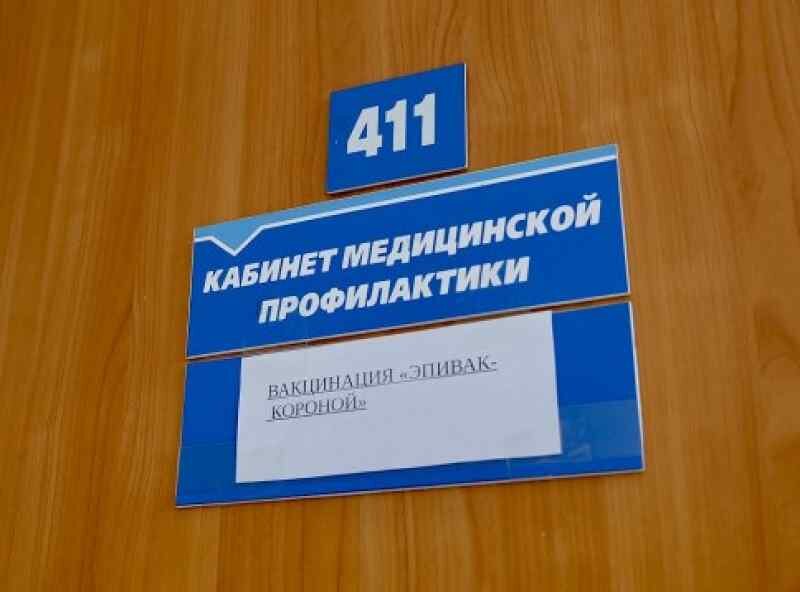 411
КАБИНЕТ МЕДИЦИНСКОЙ
ПРОФИЛАКТИКИ
ВАКЦИНАЦИЯ «ЭПИВАК-
КОРОНОЙ»